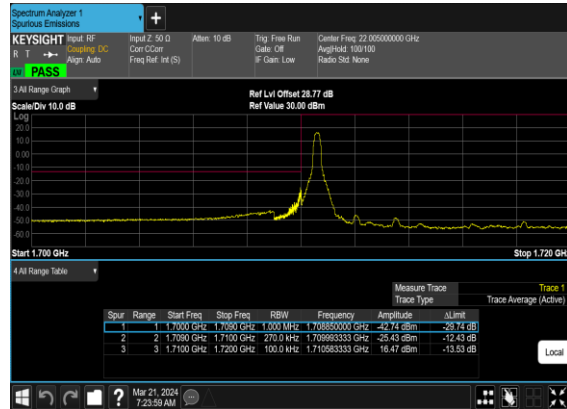 Spectrum Analyzer 1
Spurious Emissions
+
KEYSIGHT Input: RF Input Z: 50 Ω Atten: 10 dB Trig: Free Run Center Freq: 22.005000000 GHz
R T Coupling: DC Corr CCorr Gate: Off Avg|Hold: 100/100
Align: Auto Freq Ref: Int (S) IF Gain: Low Radio Std: None
PASS
3 All Range Graph
Ref Lvl Offset 28.77 dB
Scale/Div 10.0 dB Ref Value 30.00 dBm
Log
20.0
10.0
0.00
-10.0
-20.0
-30.0
-40.0
-50.0
-60.0
Start 1.700 GHz Stop 1.720 GHz
4 All Range Table
Measure Trace Trace 1
Trace Type Trace Average (Active)
Spur Range Start Freq Stop Freq RBW Frequency Amplitude ΔLimit
1 1 1.7000 GHz 1.7090 GHz 1.000 MHz 1.708850000 GHz -42.74 dBm -29.74 dB
2 2 1.7090 GHz 1.7100 GHz 270.0 kHz 1.709993333 GHz -25.43 dBm -12.43 dB
3 3 1.7100 GHz 1.7200 GHz 100.0 kHz 1.710583333 GHz 16.47 dBm -13.53 dB
Local
? Mar 21, 2024
7:23:59 AM